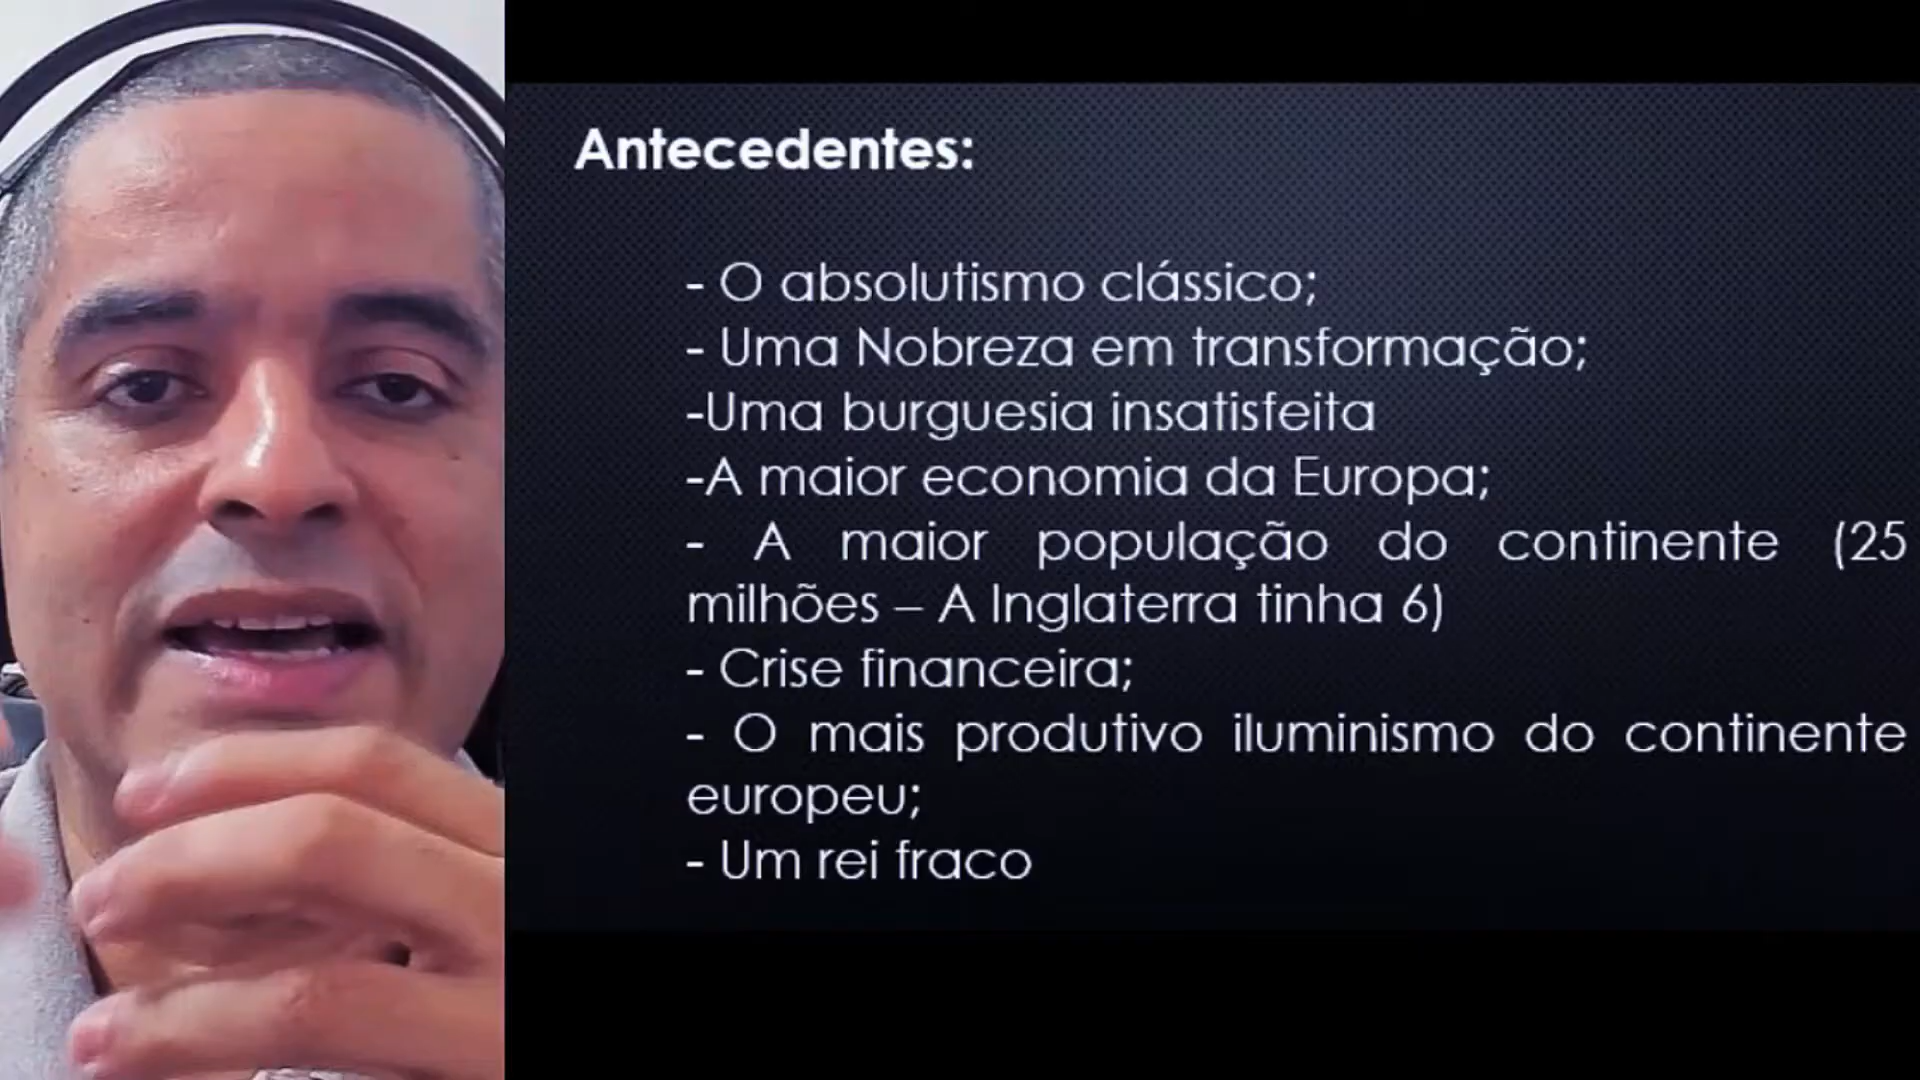 Antecedentes:
- O absolutismo clássico;
- Uma Nobreza em transformação;
-Uma burguesia insatisfeita
-A maior economia da Europa;
- A maior população do continente (25
milhões – A Inglaterra tinha 6)
- Crise financeira;
- O mais produtivo iluminismo do continente
europeu;
- Um rei fraco